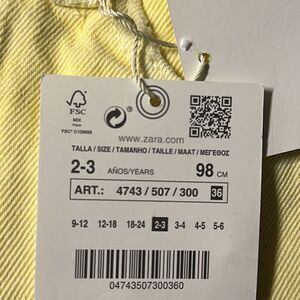 FSC
MIX
Paper
FSC® C109659
www.zara.com
TALLA / SIZE / TAMANHO / TAILLE / MAAT / ΜΕΓΕΘΟΣ
2-3 AÑOS/YEARS 98 CM
ART.: 4743 / 507 / 300 36
9-12 12-18 18-24 2-3 3-4 4-5 5-6
04743507300360